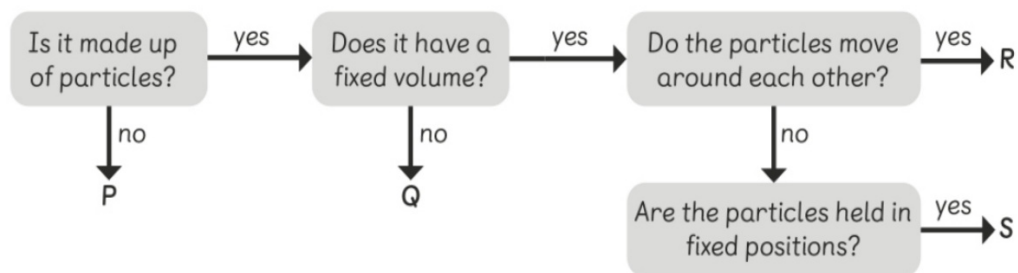 Is it made up
of particles?
yes
Does it have a
fixed volume?
yes
Do the particles move
around each other?
yes
R
no
P
no
Q
no
Are the particles held in
fixed positions?
yes
S